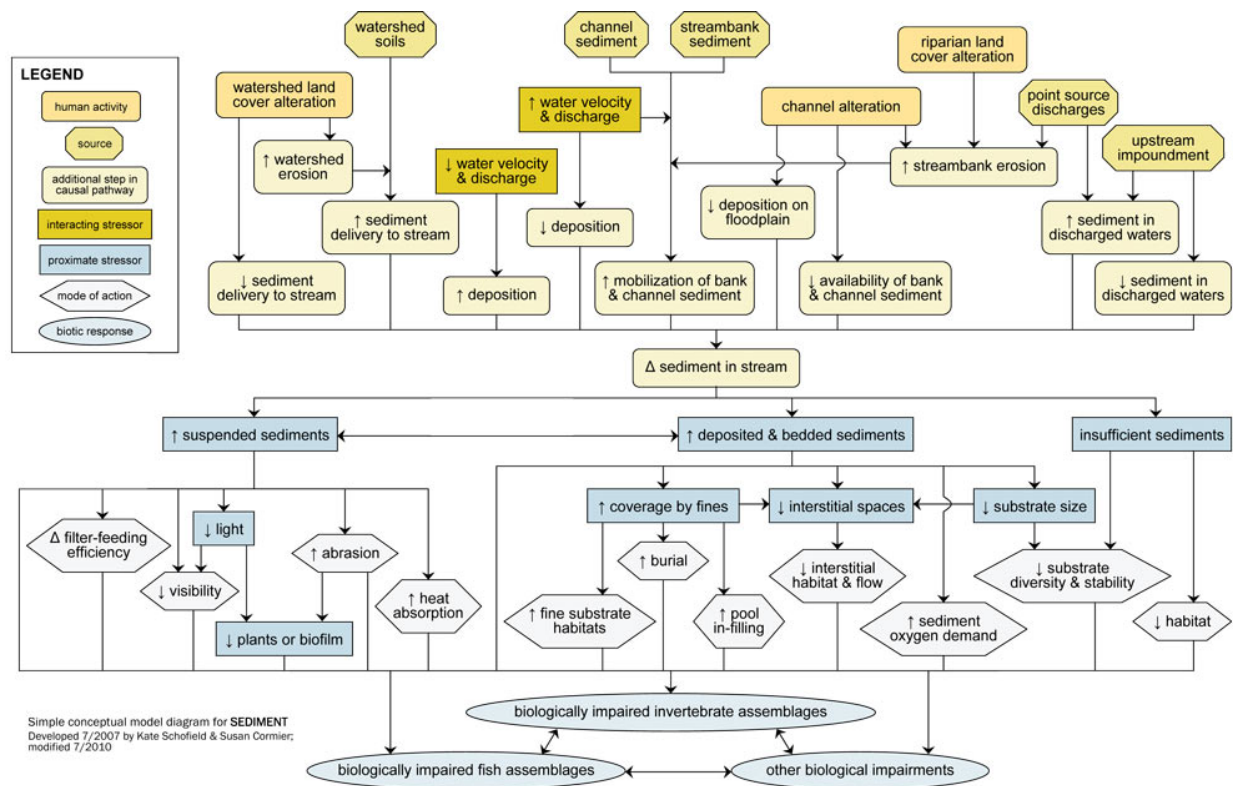 LEGEND
human activity
source
additional step in
causal pathway
interacting stressor
proximate stressor
mode of action
biotic response
watershed
soils
channel
sediment
streambank
sediment
riparian land
cover alteration
watershed land
cover alteration
↑ water velocity
& discharge
channel alteration
point source
discharges
↑ watershed
erosion
↓ water velocity
& discharge
↑ streambank erosion
upstream
impoundment
↑ sediment
delivery to stream
↓ deposition
↓ deposition on
floodplain
↑ sediment in
discharged waters
↓ sediment
delivery to stream
↑ deposition
↑ mobilization of bank
& channel sediment
↓ availability of bank
& channel sediment
↓ sediment in
discharged waters
Δ sediment in stream
↑ suspended sediments
↑ deposited & bedded sediments
insufficient sediments
Δ filter-feeding
efficiency
↓ light
↓ visibility
↑ abrasion
↑ heat
absorption
↓ plants or biofilm
↑ coverage by fines
↓ interstitial spaces
↓ substrate size
↑ burial
↓ interstitial
habitat & flow
↓ substrate
diversity & stability
↑ fine substrate
habitats
↑ pool
in-filling
↑ sediment
oxygen demand
↓ habitat
biologically impaired invertebrate assemblages
biologically impaired fish assemblages
other biological impairments
Simple conceptual model diagram for SEDIMENT
Developed 7/2007 by Kate Schofield & Susan Cormier;
modified 7/2010